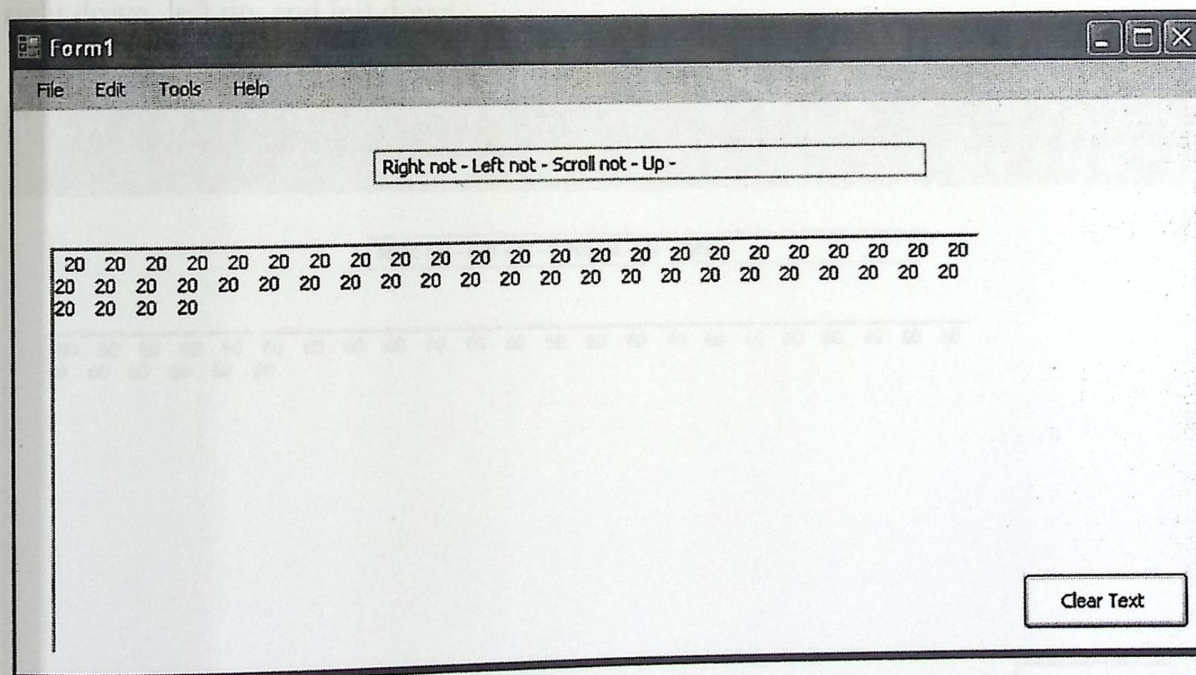 Form1
File Edit Tools Help
Right not - Left not - Scroll not - Up -
20 20 20 20 20 20 20 20 20 20 20 20 20 20 20 20 20 20 20 20 20 20 20
20 20 20 20 20 20 20 20 20 20 20 20 20 20 20 20 20 20 20 20 20 20 20
20 20 20 20
Clear Text